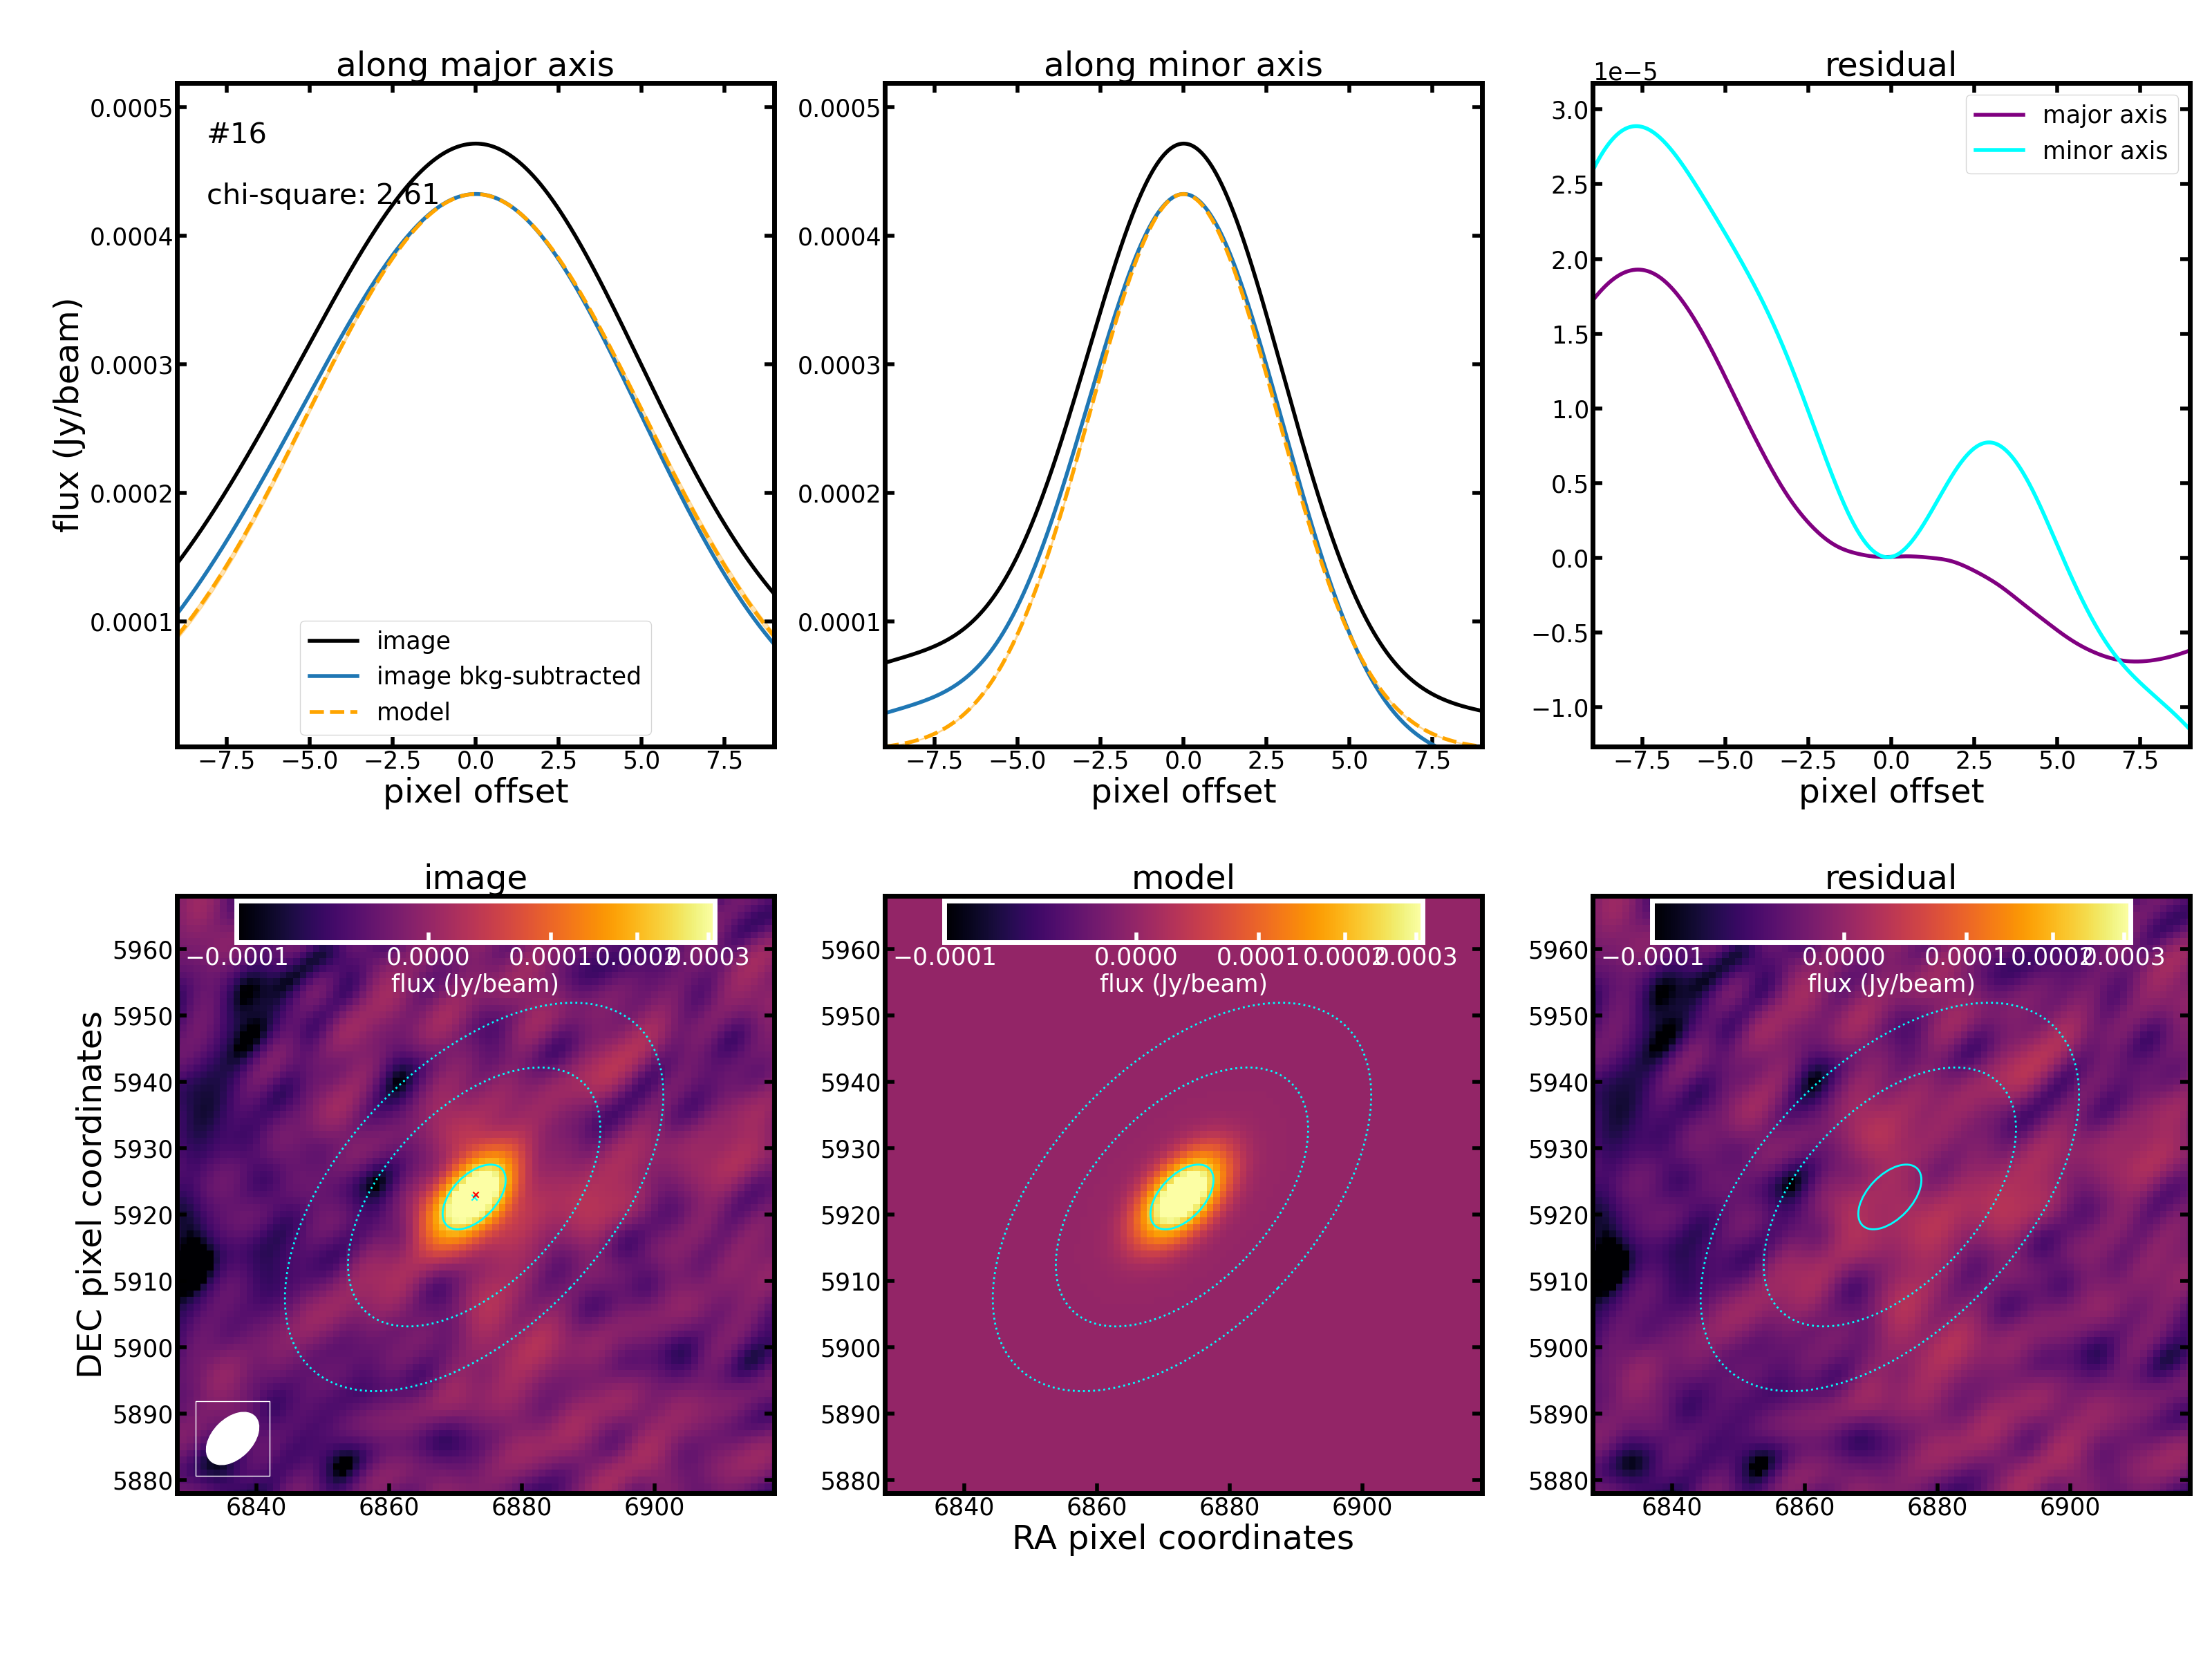 along major axis
along minor axis
residual
1e−5
#16
chi-square: 2.61
0.0005
0.0004
0.0003
0.0002
0.0001
flux (Jy/beam)
image
image bkg-subtracted
model
−7.5 −5.0 −2.5 0.0 2.5 5.0 7.5
pixel offset
0.0005
0.0004
0.0003
0.0002
0.0001
−7.5 −5.0 −2.5 0.0 2.5 5.0 7.5
pixel offset
major axis
minor axis
3.0
2.5
2.0
1.5
1.0
0.5
0.0
−0.5
−1.0
−7.5 −5.0 −2.5 0.0 2.5 5.0 7.5
pixel offset
image
−0.0001 0.0000 0.0001 0.0002 0.0003
flux (Jy/beam)
5960
5950
5940
5930
5920
5910
5900
5890
5880
DEC pixel coordinates
6840 6860 6880 6900
model
−0.0001 0.0000 0.0001 0.0002 0.0003
flux (Jy/beam)
5960
5950
5940
5930
5920
5910
5900
5890
5880
6840 6860 6880 6900
RA pixel coordinates
residual
−0.0001 0.0000 0.0001 0.0002 0.0003
flux (Jy/beam)
5960
5950
5940
5930
5920
5910
5900
5890
5880
6840 6860 6880 6900